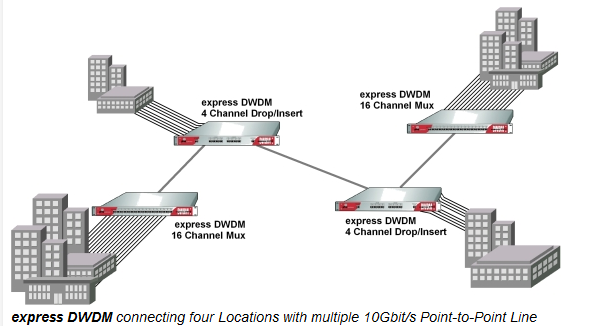 express DWDM
4 Channel Drop/Insert
express DWDM
16 Channel Mux
express DWDM
16 Channel Mux
express DWDM
4 Channel Drop/Insert
express DWDM connecting four Locations with multiple 10Gbit/s Point-to-Point Line